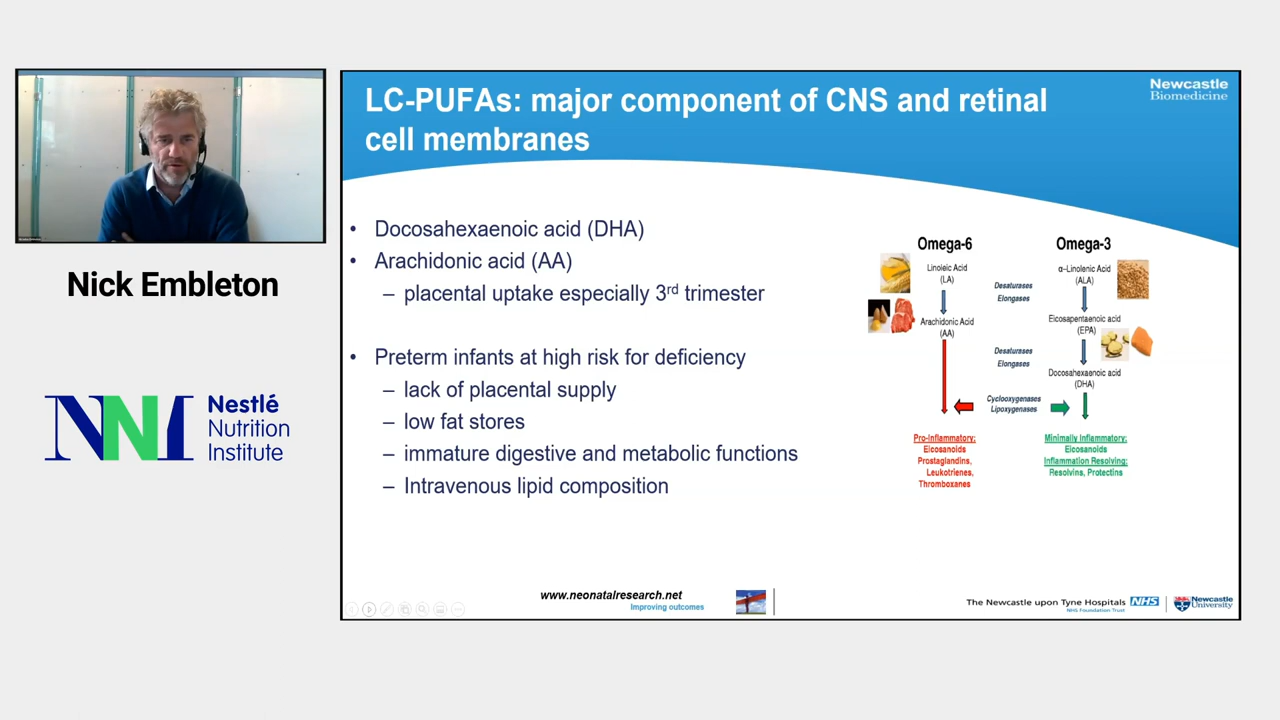 Nick Embleton
NNI
Nestlé
Nutrition
Institute
LC-PUFAs: major component of CNS and retinal
cell membranes
Newcastle
Biomedicine
• Docosahexaenoic acid (DHA)
• Arachidonic acid (AA)
– placental uptake especially 3rd trimester
• Preterm infants at high risk for deficiency
– lack of placental supply
– low fat stores
– immature digestive and metabolic functions
– Intravenous lipid composition
Omega-6
Linoleic Acid
(LA)
Arachidonic Acid
(AA)
Pro-Inflammatory:
Eicosanoids
Prostaglandins,
Leukotrienes,
Thromboxanes
Desaturases
Elongases
Desaturases
Elongases
Cyclooxygenases
Lipoxygenases
Omega-3
α-Linolenic Acid
(ALA)
Eicosapentaenoic acid
(EPA)
Docosahexaenoic acid
(DHA)
Minimally Inflammatory:
Eicosanoids
Inflammation Resolving:
Resolvins, Protectins
www.neonatalresearch.net
Improving outcomes
The Newcastle upon Tyne Hospitals NHS
NHS Foundation Trust
Newcastle
University